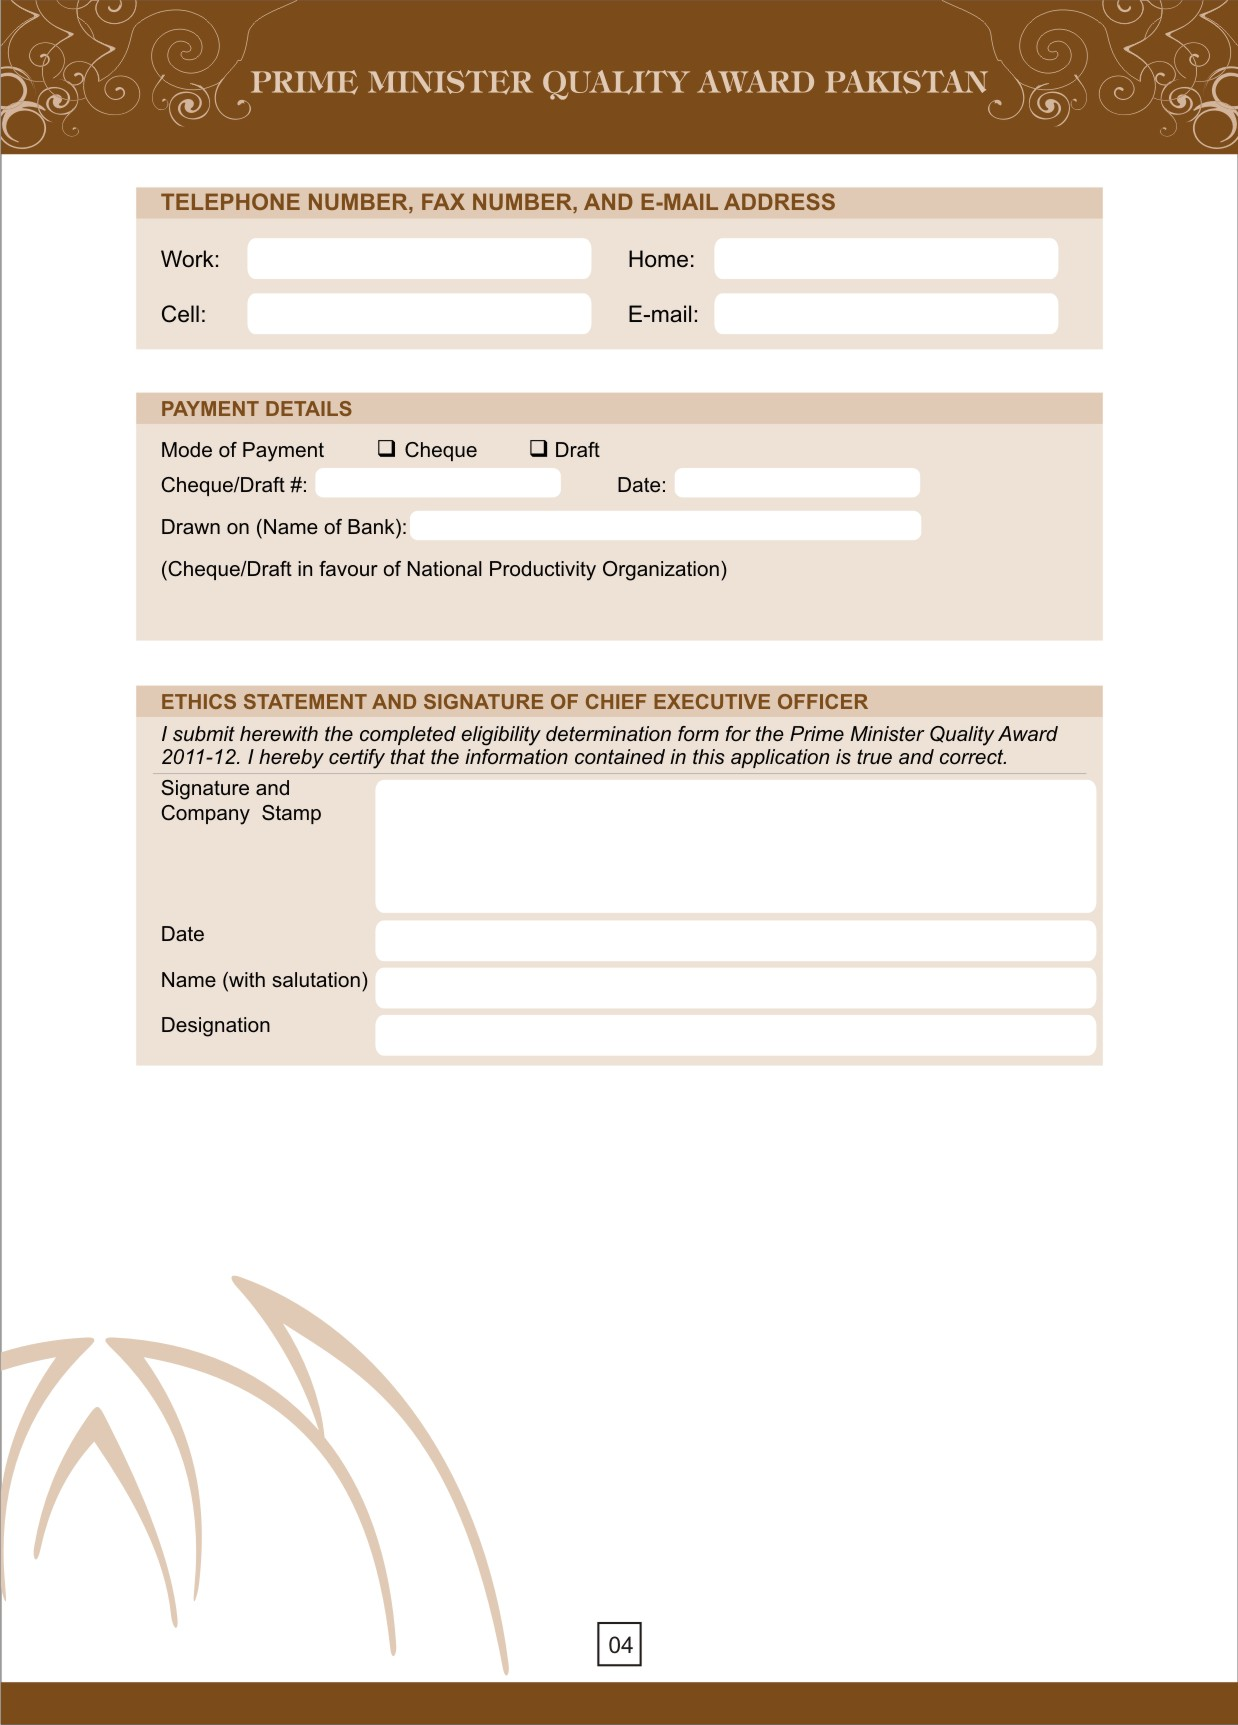 PRIME MINISTER QUALITY AWARD PAKISTAN
TELEPHONE NUMBER, FAX NUMBER, AND E-MAIL ADDRESS
Work: Home:
Cell: E-mail:
PAYMENT DETAILS
Mode of Payment ❑ Cheque ❑ Draft
Cheque/Draft #: Date:
Drawn on (Name of Bank):
(Cheque/Draft in favour of National Productivity Organization)
ETHICS STATEMENT AND SIGNATURE OF CHIEF EXECUTIVE OFFICER
I submit herewith the completed eligibility determination form for the Prime Minister Quality Award
2011-12. I hereby certify that the information contained in this application is true and correct.
Signature and
Company Stamp
Date
Name (with salutation)
Designation
04